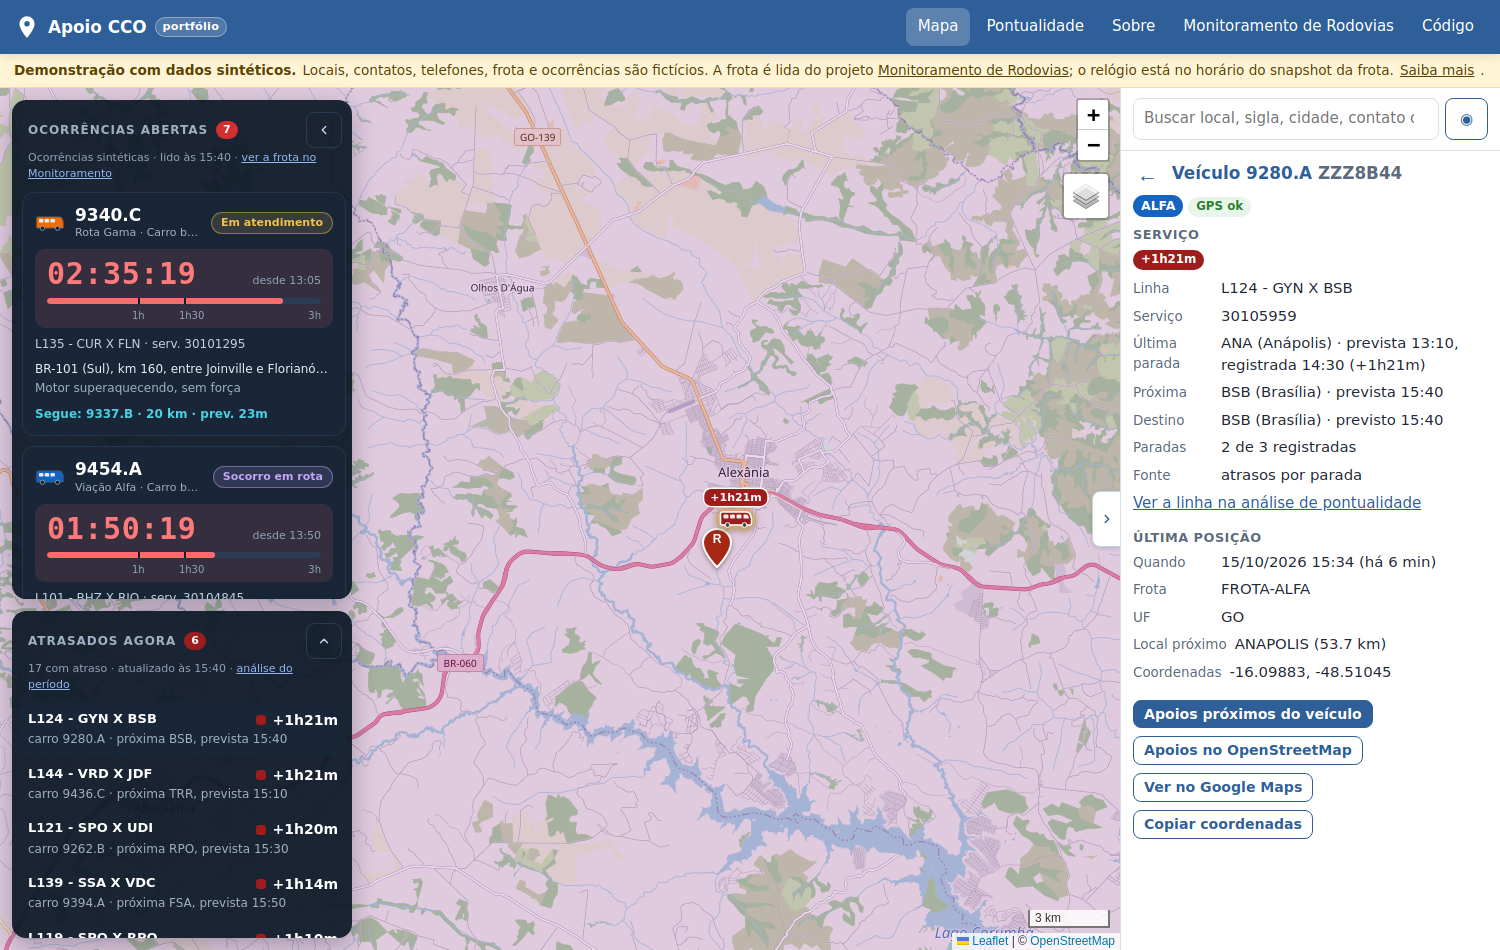 Apoio CCO portfólio
Mapa Pontualidade Sobre Monitoramento de Rodovias Código
Demonstração com dados sintéticos. Locais, contatos, telefones, frota e ocorrências são fictícios. A frota é lida do projeto Monitoramento de Rodovias; o relógio está no horário do snapshot da frota. Saiba mais .
OCORRÊNCIAS ABERTAS 7
Ocorrências sintéticas · lido às 15:40 · ver a frota no
Monitoramento
9340.C
Rota Gama · Carro b...
Em atendimento
02:35:19
desde 13:05
1h 1h30 3h
L135 - CUR X FLN · serv. 30101295
BR-101 (Sul), km 160, entre Joinville e Florianó...
Motor superaquecendo, sem força
Segue: 9337.B · 20 km · prev. 23m
9454.A
Viação Alfa · Carro b...
Socorro em rota
01:50:19
desde 13:50
1h 1h30 3h
L101 - BHZ X RIO · serv. 30104845
ATRASADOS AGORA 6
17 com atraso · atualizado às 15:40 · análise do
período
L124 - GYN X BSB +1h21m
carro 9280.A · próxima BSB, prevista 15:40
L144 - VRD X JDF +1h21m
carro 9436.C · próxima TRR, prevista 15:10
L121 - SPO X UDI +1h20m
carro 9262.B · próxima RPO, prevista 15:30
L139 - SSA X VDC +1h14m
carro 9394.A · próxima FSA, prevista 15:50
L119 - SPO X RPO +1h10m
GO-139
Olhos D'Água
Alexânia
+1h21m
R
BR-060
Lago Corumbá
+
−
3 km
Leaflet | © OpenStreetMap
Buscar local, sigla, cidade, contato
← Veículo 9280.A ZZZ8B44
ALFA GPS ok
SERVIÇO
+1h21m
Linha L124 - GYN X BSB
Serviço 30105959
Última parada ANA (Anápolis) · prevista 13:10,
registrada 14:30 (+1h21m)
Próxima BSB (Brasília) · prevista 15:40
Destino BSB (Brasília) · previsto 15:40
Paradas 2 de 3 registradas
Fonte atrasos por parada
Ver a linha na análise de pontualidade
ÚLTIMA POSIÇÃO
Quando 15/10/2026 15:34 (há 6 min)
Frota FROTA-ALFA
UF GO
Local próximo ANAPOLIS (53.7 km)
Coordenadas -16.09883, -48.51045
Apoios próximos do veículo
Apoios no OpenStreetMap
Ver no Google Maps
Copiar coordenadas